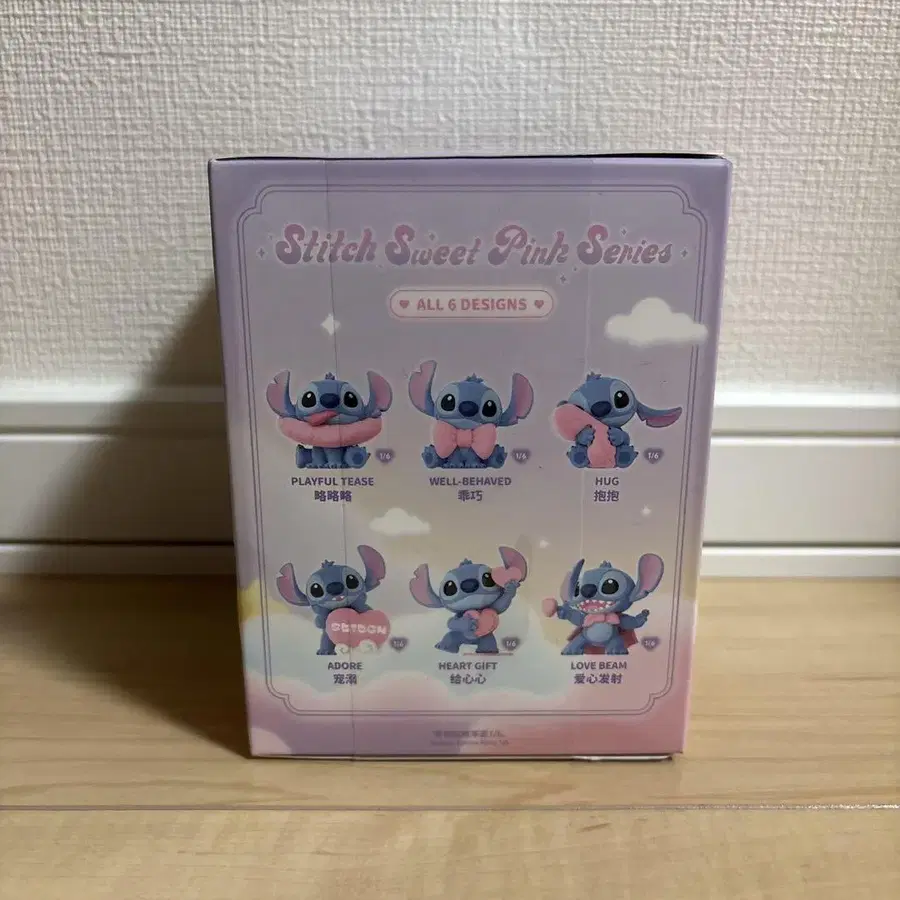 Stitch Sweet Pink Series
ALL 6 DESIGNS
1/6
1/6
1/6
PLAYFUL TEASE
WELL-BEHAVED
HUG
略略略
乖巧
抱抱
STITCH
1/6
1/6
1/6
ADORE
HEART GIFT
LOVE BEAM
宠溺
给心心
爱心发射